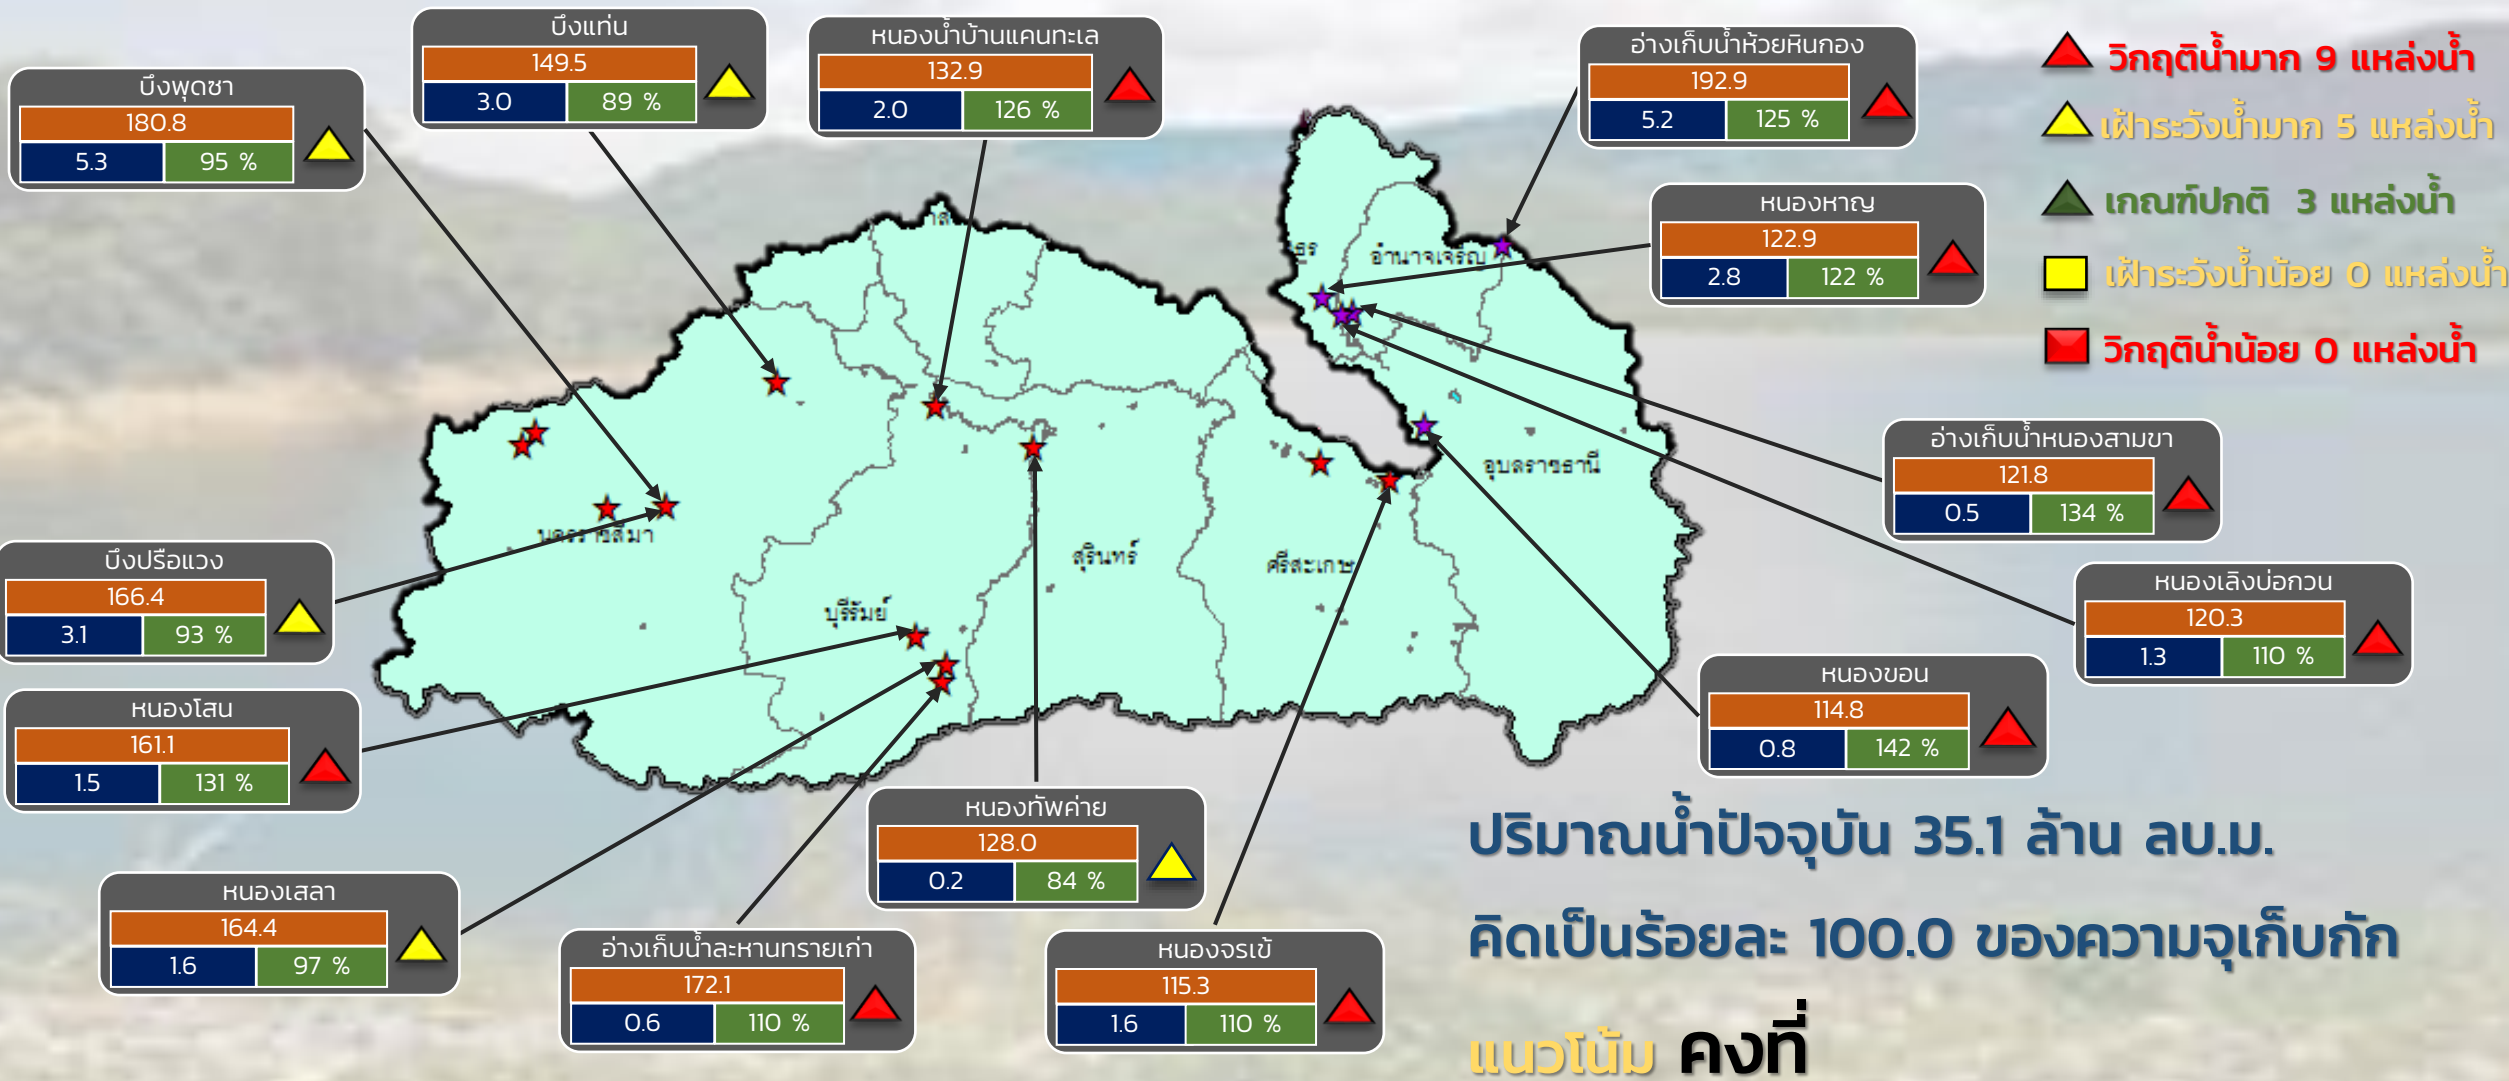 บึงพุดซา
180.8
5.3 95 %
บึงแท่น
149.5
3.0 89 %
หนองน้ำบ้านแคนทะเล
132.9
2.0 126 %
อ่างเก็บน้ำห้วยหินกอง
192.9
5.2 125 %
หนองหาญ
122.9
2.8 122 %
วิกฤติน้ำมาก 9 แหล่งน้ำ
เฝ้าระวังน้ำมาก 5 แหล่งน้ำ
เกณฑ์ปกติ 3 แหล่งน้ำ
เฝ้าระวังน้ำน้อย 0 แหล่งน้ำ
วิกฤติน้ำน้อย 0 แหล่งน้ำ
อำนาจเจริญ
อุบลราชธานี
นครราชสีมา
สุรินทร์
ศรีสะเกษ
บุรีรัมย์
อ่างเก็บน้ำหนองสามขา
121.8
0.5 134 %
บึงปรือแวง
166.4
3.1 93 %
หนองเลิงบ่อกวน
120.3
1.3 110 %
หนองขอน
114.8
0.8 142 %
หนองโสน
161.1
1.5 131 %
หนองทัพค่าย
128.0
0.2 84 %
หนองเสลา
164.4
1.6 97 %
อ่างเก็บน้ำละหานทรายเก่า
172.1
0.6 110 %
หนองจรเข้
115.3
1.6 110 %
ปริมาณน้ำปัจจุบัน 35.1 ล้าน ลบ.ม.
คิดเป็นร้อยละ 100.0 ของความจุเก็บกัก
แนวโน้ม คงที่